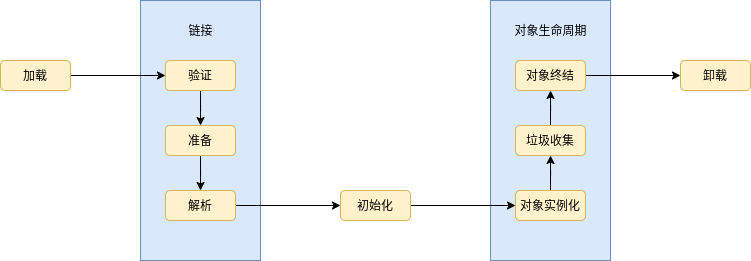 链接
对象生命周期
加载
验证
对象终结
卸载
准备
垃圾收集
解析
初始化
对象实例化